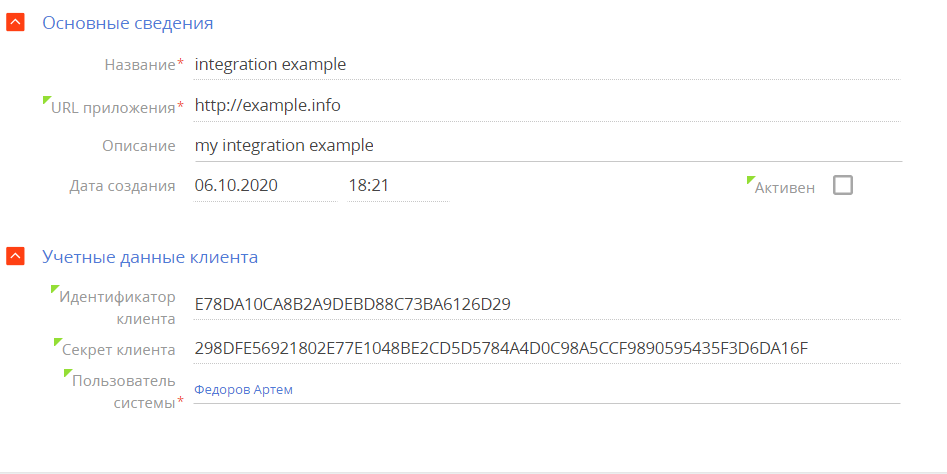 Основные сведения
Название* integration example
URL приложения* http://example.info
Описание my integration example
Дата создания 06.10.2020 18:21 Активен
Учетные данные клиента
Идентификатор
клиента E78DA10CA8B2A9DEBD88C73BA6126D29
Секрет клиента 298DFE56921802E77E1048BE2CD5D5784A4D0C98A5CCF9890595435F3D6DA16F
Пользователь
системы* Федоров Артем